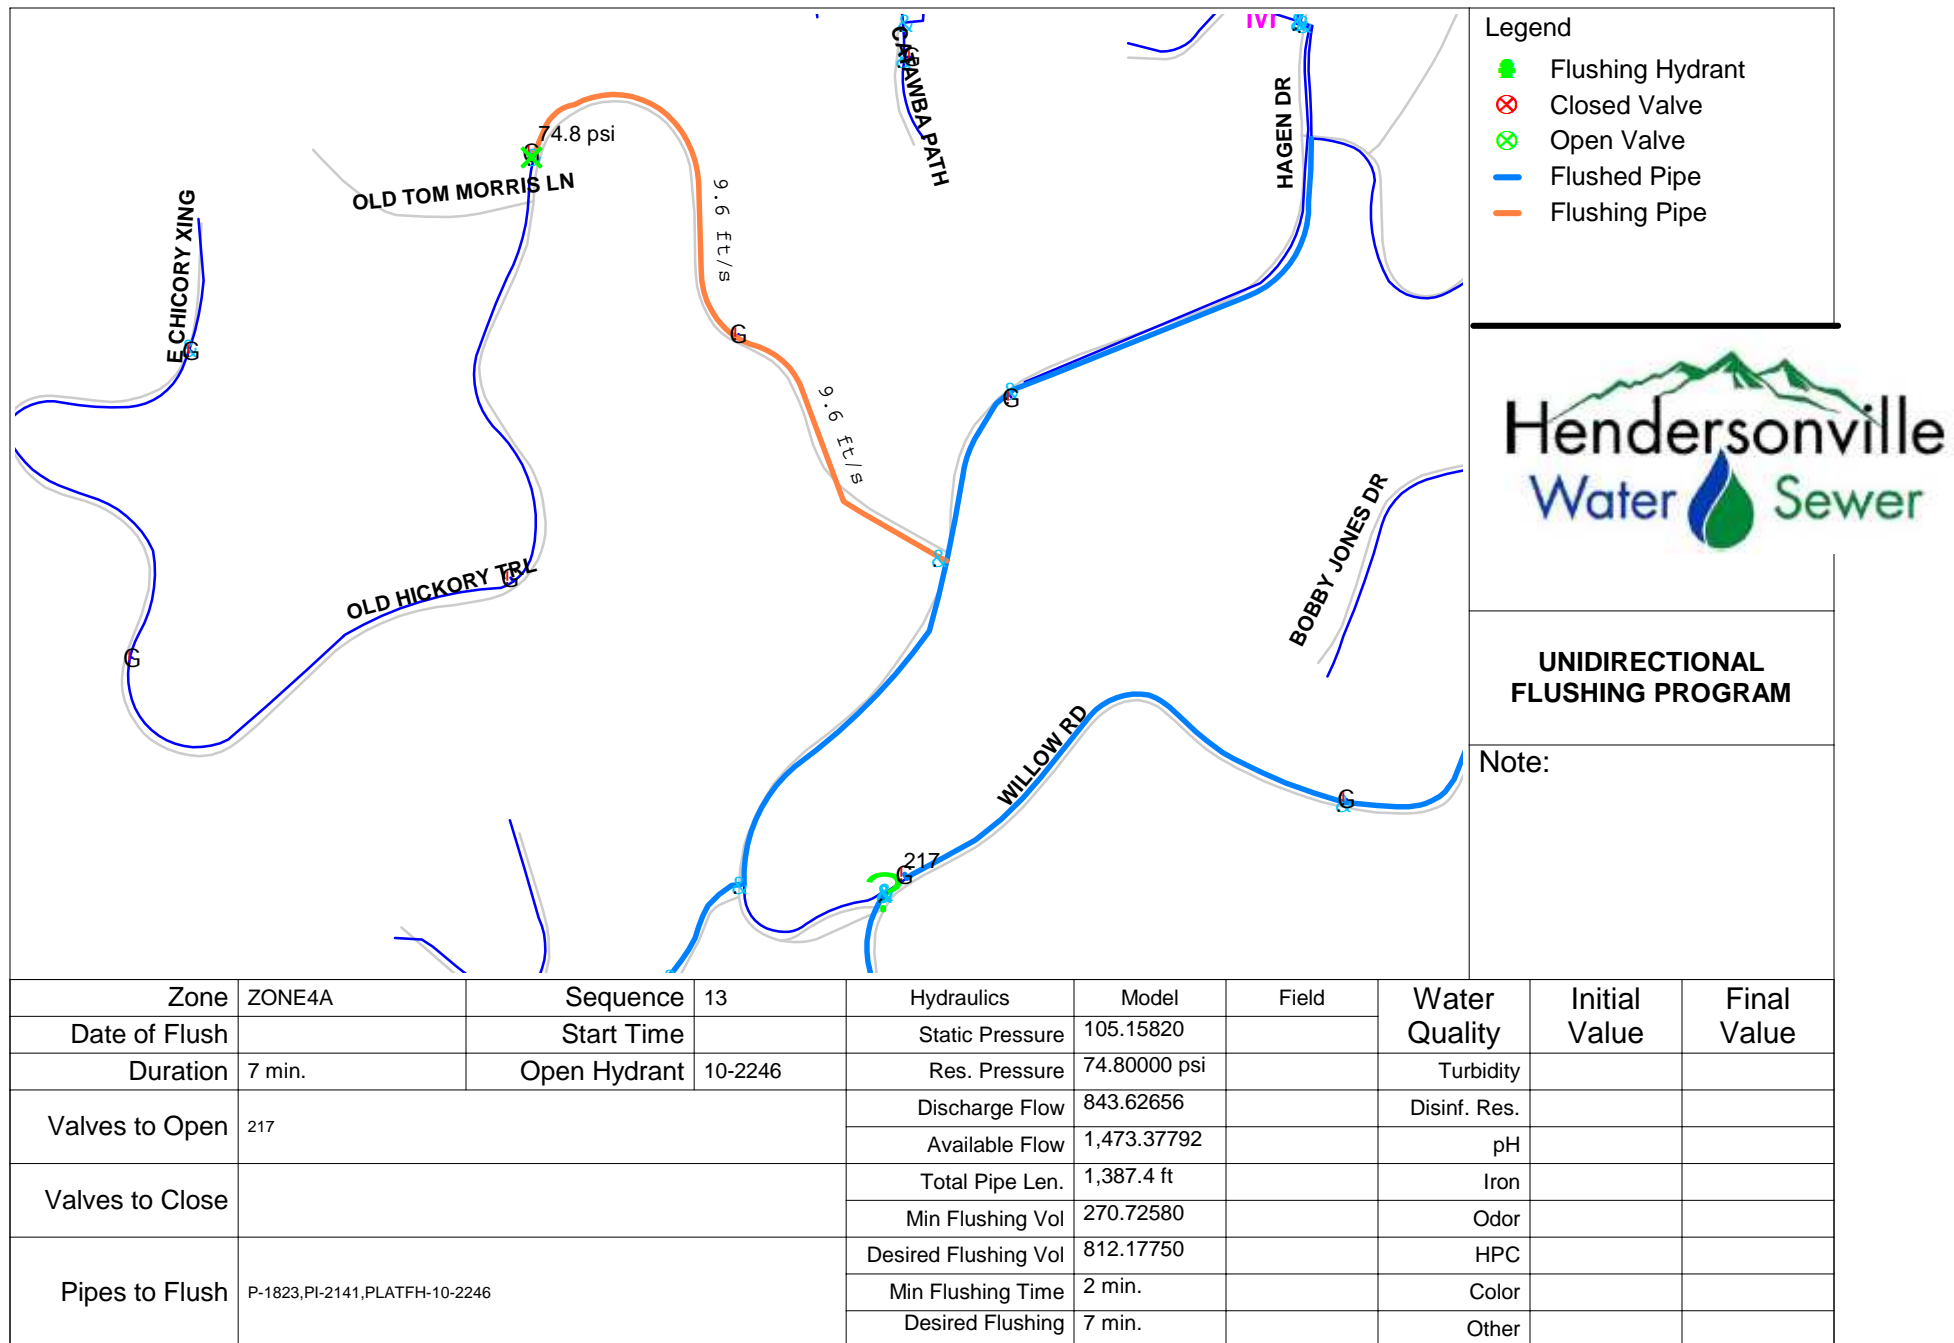 CATAWBA PATH
HAGEN DR
74.8 psi
OLD TOM MORRIS LN
9.6 ft/s
E CHICORY XING
G
G
G
9.6 ft/s
G
BOBBY JONES DR
OLD HICKORY TRL
G
G
WILLOW RD
G
217
G
Legend
Flushing Hydrant
Closed Valve
Open Valve
Flushed Pipe
Flushing Pipe
Hendersonville
Water Sewer
UNIDIRECTIONAL
FLUSHING PROGRAM
Note:
Zone ZONE4A Sequence 13 Hydraulics Model Field Water Quality Initial Value Final Value
Date of Flush Start Time Static Pressure 105.15820
Duration 7 min. Open Hydrant 10-2246 Res. Pressure 74.80000 psi Turbidity
Valves to Open 217 Discharge Flow 843.62656 Disinf. Res.
Available Flow 1,473.37792 pH
Valves to Close Total Pipe Len. 1,387.4 ft Iron
Min Flushing Vol 270.72580 Odor
Pipes to Flush P-1823,PI-2141,PLATFH-10-2246 Desired Flushing Vol 812.17750 HPC
Min Flushing Time 2 min. Color
Desired Flushing 7 min. Other